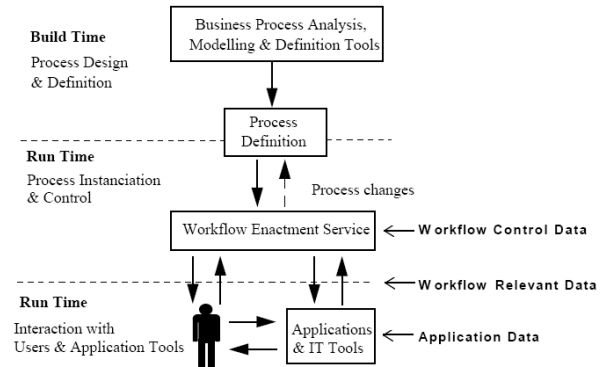 Build Time
Process Design
& Definition
Business Process Analysis,
Modelling & Definition Tools
Process
Definition
Run Time
Process Instanciation
& Control
Process changes
Workflow Enactment Service
Workflow Control Data
Workflow Relevant Data
Run Time
Interaction with
Users & Application Tools
Applications
& IT Tools
Application Data